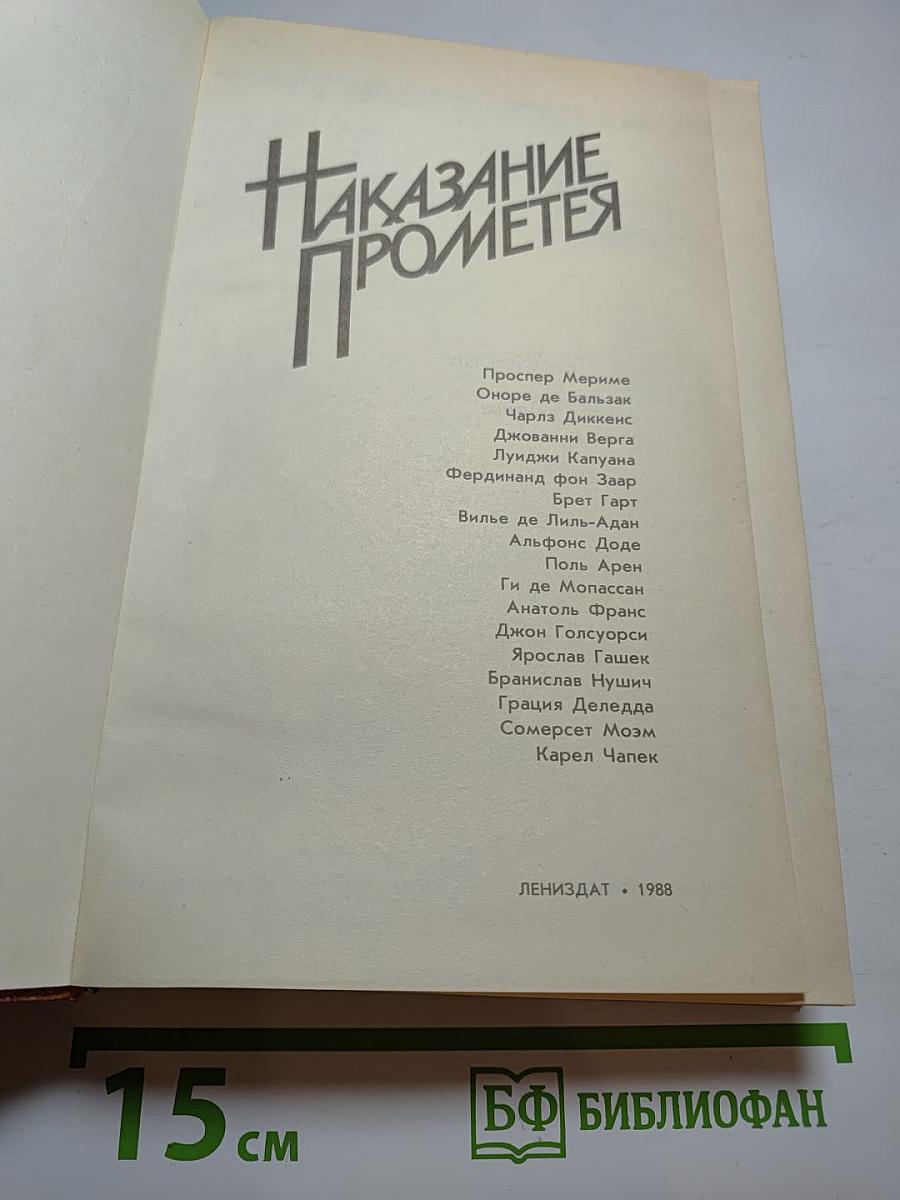 НАКАЗАНИЕ
ПРОМЕТЕЯ
Проспер Мериме
Оноре де Бальзак
Чарлз Диккенс
Джованни Верга
Луиджи Капуана
Фердинанд фон Заар
Брет Гарт
Вилье де Лиль-Адан
Альфонс Доде
Поль Арен
Ги де Мопассан
Анатоль Франс
Джон Голсуорси
Ярослав Гашек
Бранислав Нушич
Грация Деледда
Сомерсет Моэм
Карел Чапек
ЛЕНИЗДАТ • 1988
15 см
БФ БИБЛИОФАН